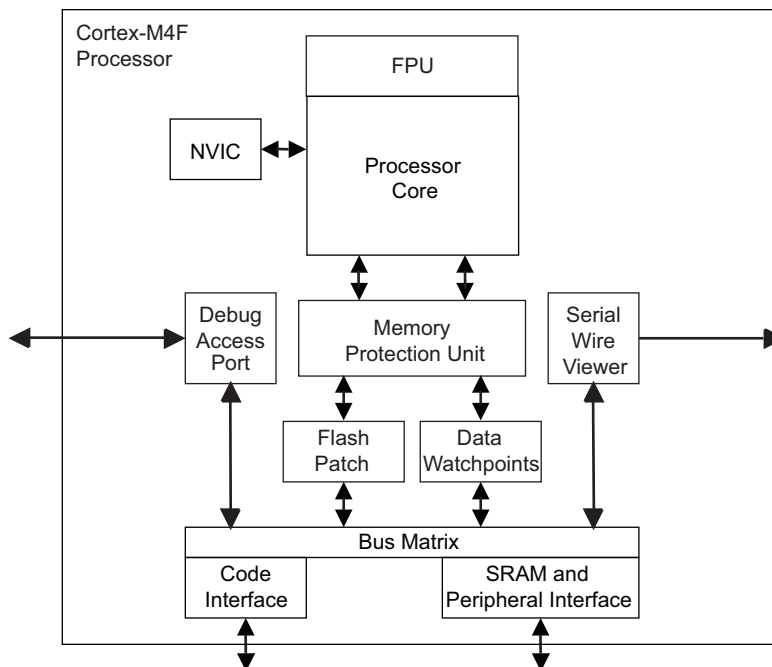 Cortex-M4F
Processor
FPU
NVIC
Processor
Core
Debug
Access
Port
Memory
Protection Unit
Serial
Wire
Viewer
Flash
Patch
Data
Watchpoints
Bus Matrix
Code
Interface
SRAM and
Peripheral Interface